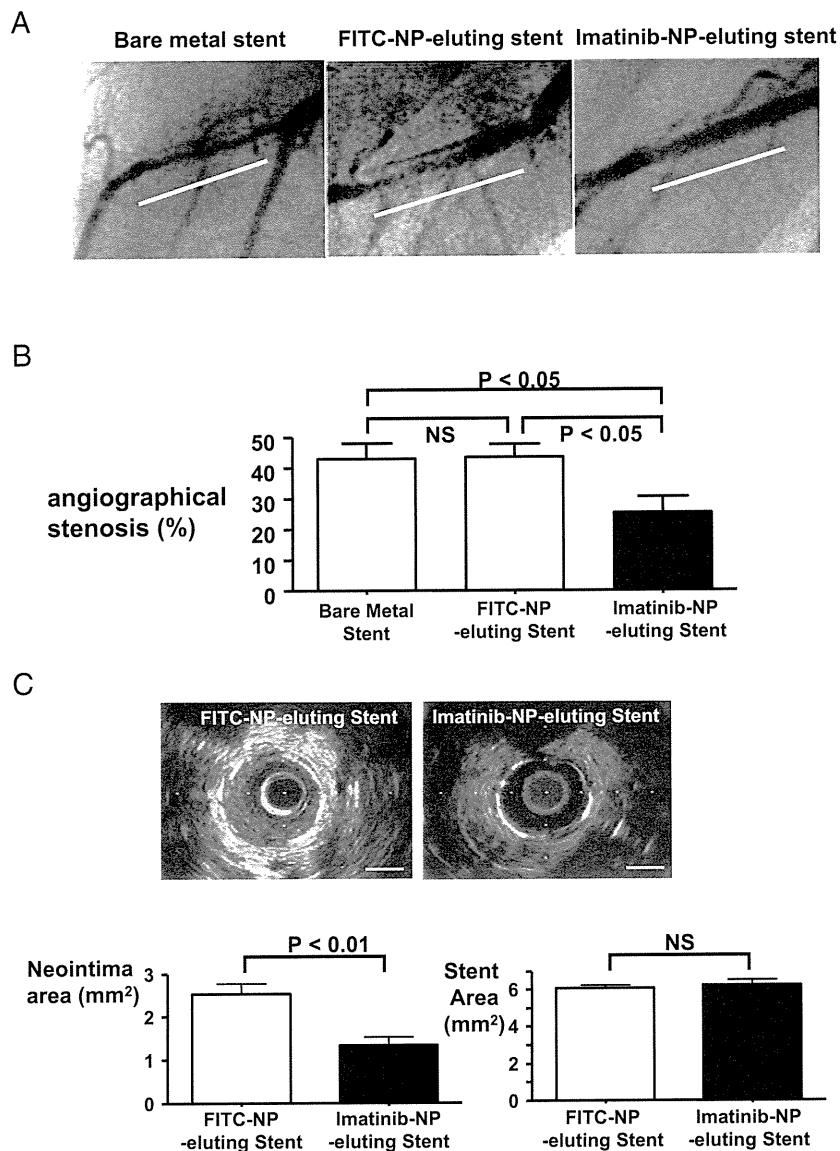 A
Bare metal stent FITC-NP-eluting stent Imatinib-NP-eluting stent
B
P < 0.05
NS P < 0.05
angiographical
stenosis (%)
50
40
30
20
10
0
Bare Metal
Stent
FITC-NP
-eluting Stent
Imatinib-NP
-eluting Stent
C
FITC-NP-eluting Stent Imatinib-NP-eluting Stent
Neointima
area (mm²)
P < 0.01
3
2
1
0
FITC-NP
-eluting Stent
Imatinib-NP
-eluting Stent
Stent
Area
(mm²)
NS
6
4
2
0
FITC-NP
-eluting Stent
Imatinib-NP
-eluting Stent